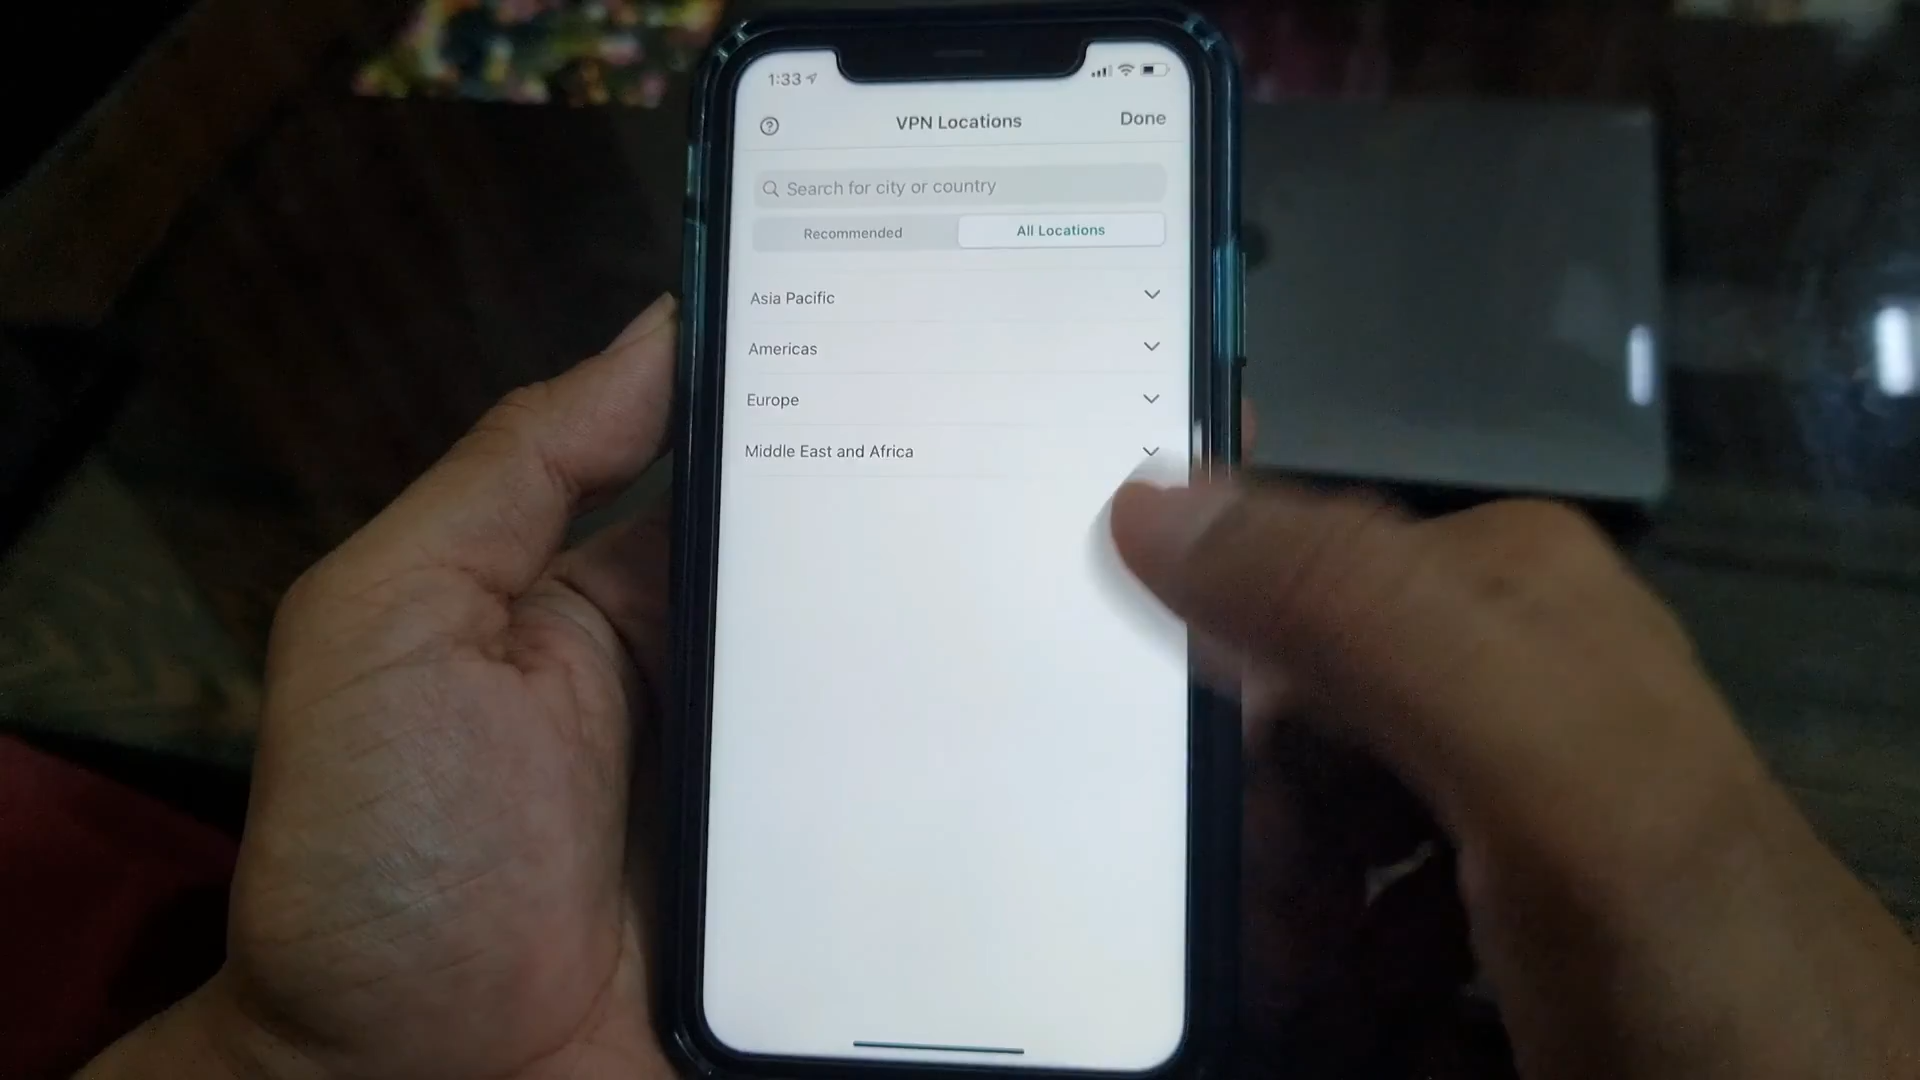 1:33
VPN Locations
Done
Search for city or country
Recommended
All Locations
Asia Pacific
Americas
Europe
Middle East and Africa